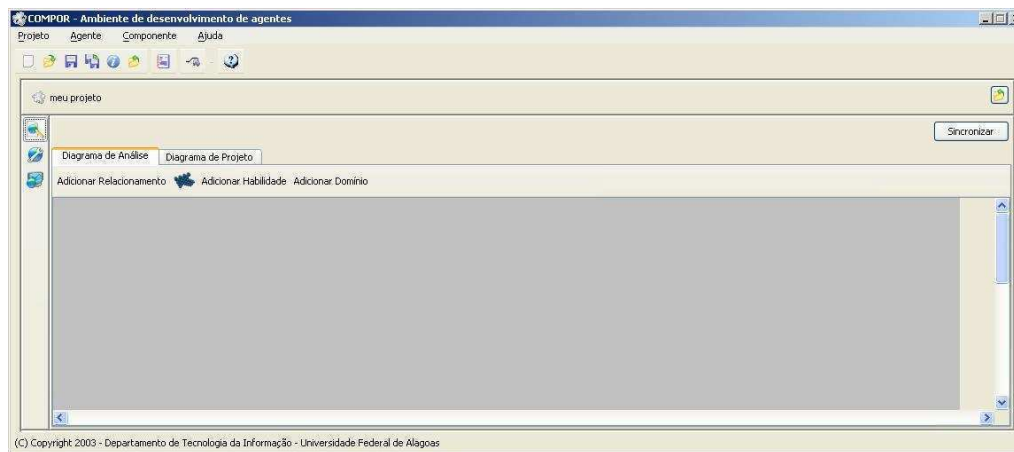 COMPOR - Ambiente de desenvolvimento de agentes
Projeto Agente Componente Ajuda
meu projeto
Sincronizar
Diagrama de Análise Diagrama de Projeto
Adicionar Relacionamento Adicionar Habilidade Adicionar Domínio
(C) Copyright 2003 - Departamento de Tecnologia da Informação - Universidade Federal de Alagoas